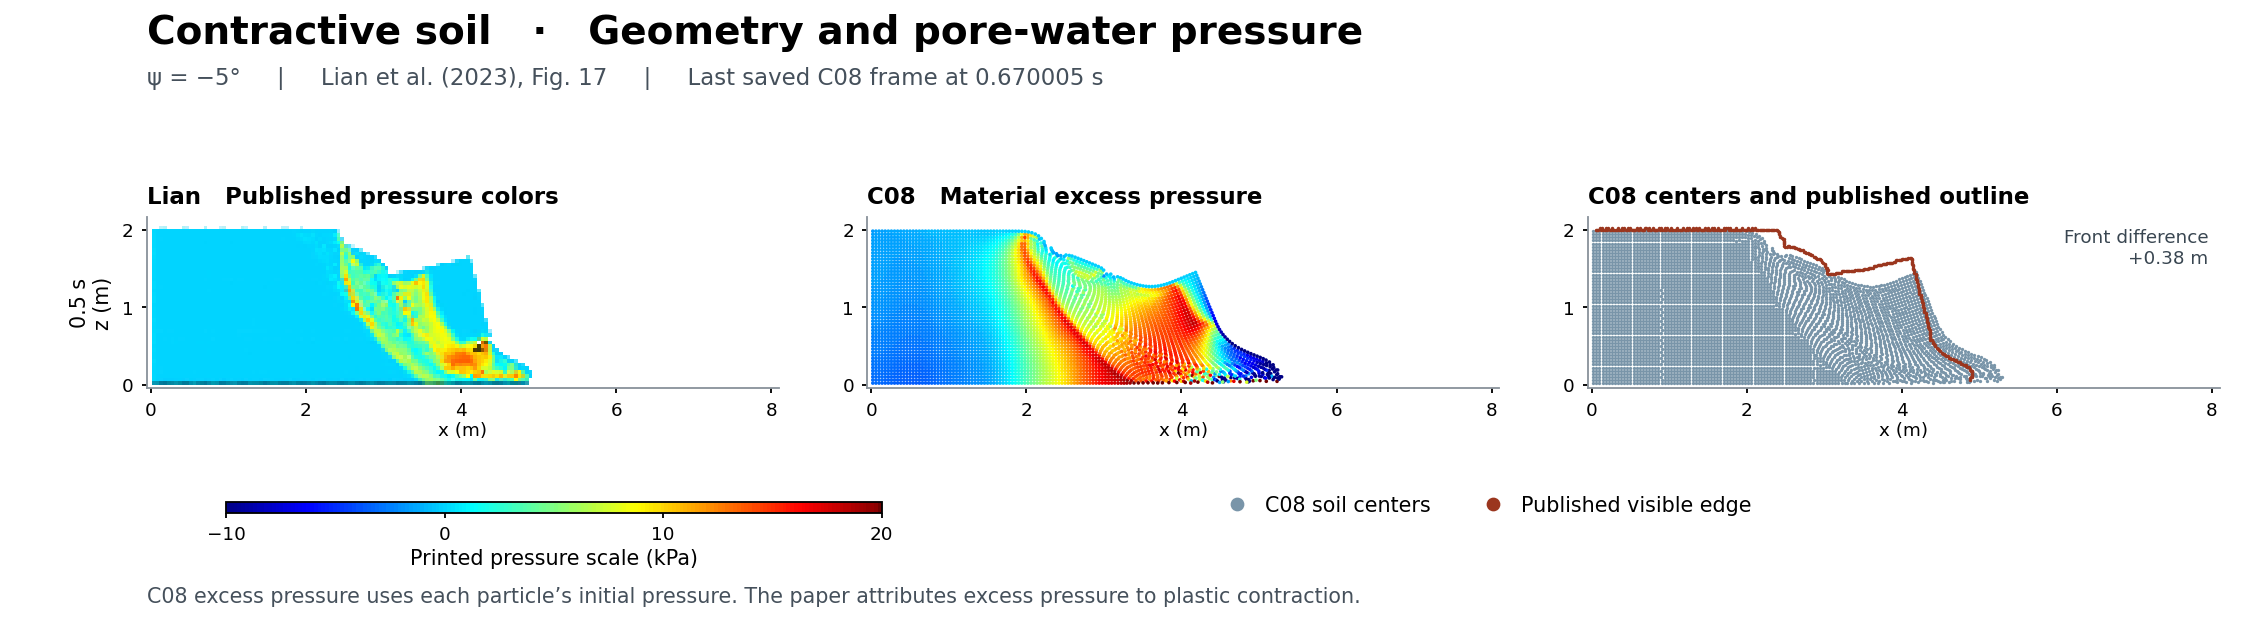 Contractive soil · Geometry and pore-water pressure
ψ = −5° | Lian et al. (2023), Fig. 17 | Last saved C08 frame at 0.670005 s
Lian Published pressure colors
0.5 s
z (m)
2
1
0
0 2 4 6 8
x (m)
C08 Material excess pressure
2
1
0
0 2 4 6 8
x (m)
C08 centers and published outline
Front difference
+0.38 m
2
1
0
0 2 4 6 8
x (m)
−10 0 10 20
Printed pressure scale (kPa)
C08 soil centers
Published visible edge
C08 excess pressure uses each particle’s initial pressure. The paper attributes excess pressure to plastic contraction.